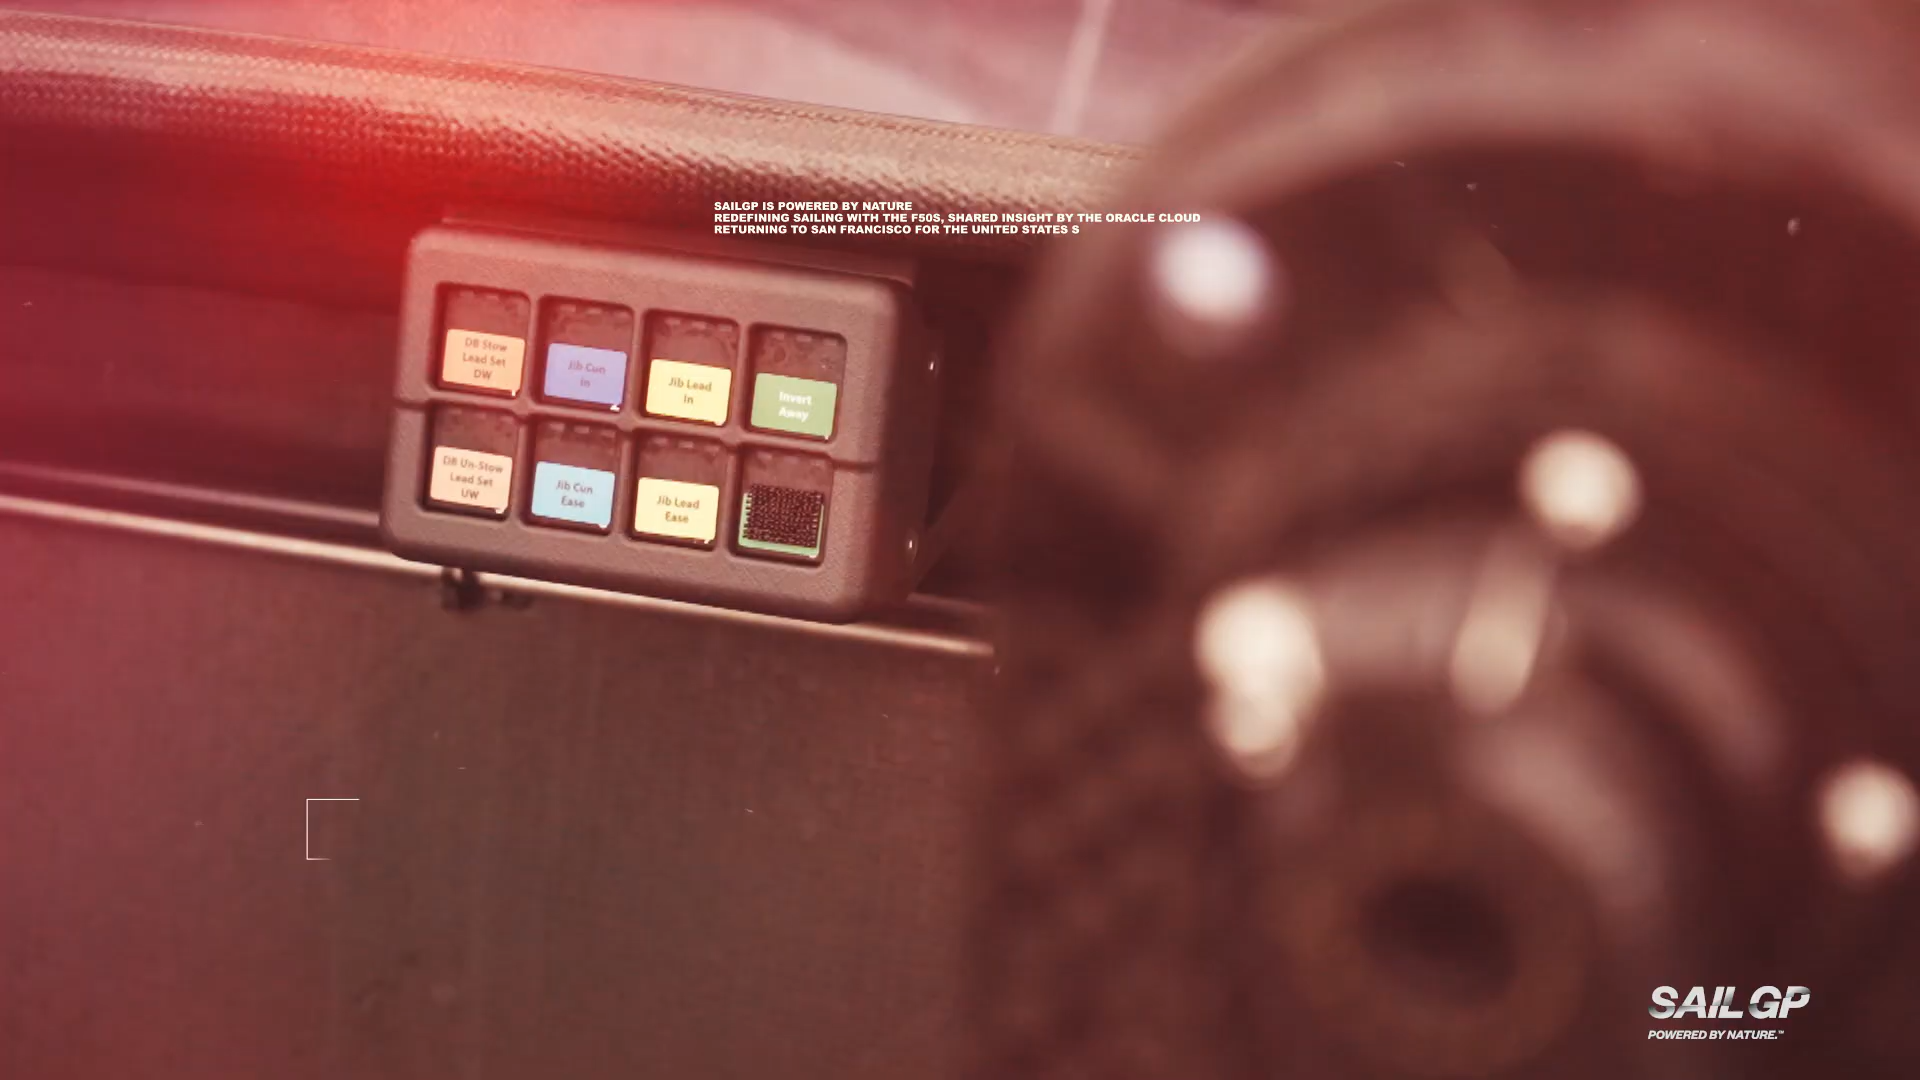 SAILGP IS POWERED BY NATURE
REDEFINING SAILING WITH THE F50S, SHARED INSIGHT BY THE ORACLE CLOUD
RETURNING TO SAN FRANCISCO FOR THE UNITED STATES S
DB Stow
Lead Set
DW
Jib Cun
In
Jib Lead
In
Invert
Away
DB Un-Stow
Lead Set
UW
Jib Cun
Ease
Jib Lead
Ease
SAIL GP
POWERED BY NATURE.™